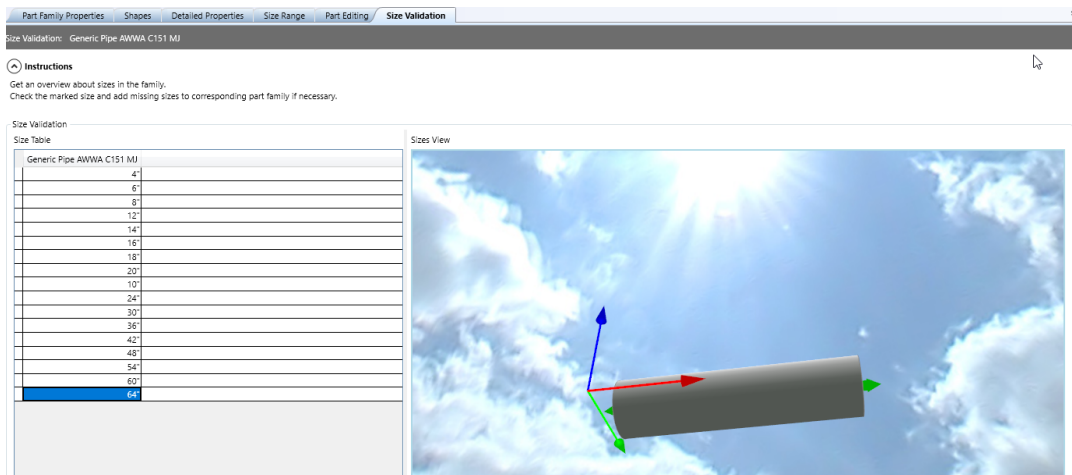 Part Family Properties Shapes Detailed Properties Size Range Part Editing Size Validation
Size Validation: Generic Pipe AWWA C151 MJ
Instructions
Get an overview about sizes in the family.
Check the marked size and add missing sizes to corresponding part family if necessary.
Size Validation
Size Table
Sizes View
Generic Pipe AWWA C151 MJ
4"
6"
8"
12"
14"
16"
18"
20"
10"
24"
30"
36"
42"
48"
54"
60"
64"